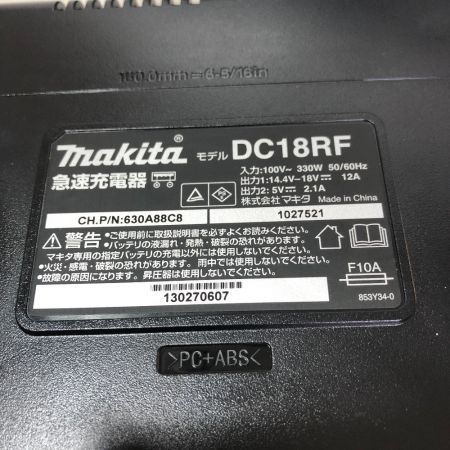 160.0mm=6-5/16in
makita® モデル DC18RF
急速充電器
入力:100V~ 330W 50/60Hz
出力1:14.4V-18V⎓ 12A
出力2:5V⎓ 2.1A
株式会社マキタ Made in China
CH.P/N:630A88C8 1027521
⚠警告
●ご使用前に取扱説明書を必ずよくお読みください。
●バッテリの液漏れ・発熱・破裂の恐れがあります。
マキタ専用の指定バッテリの充電以外には使用しないでください。
●火災・感電・破裂の恐れがあります。雨中では使用しないでください。
●故障の原因になります。昇圧器は使用しないでください。
F10A
853Y34-0
130270607
>PC+ABS<